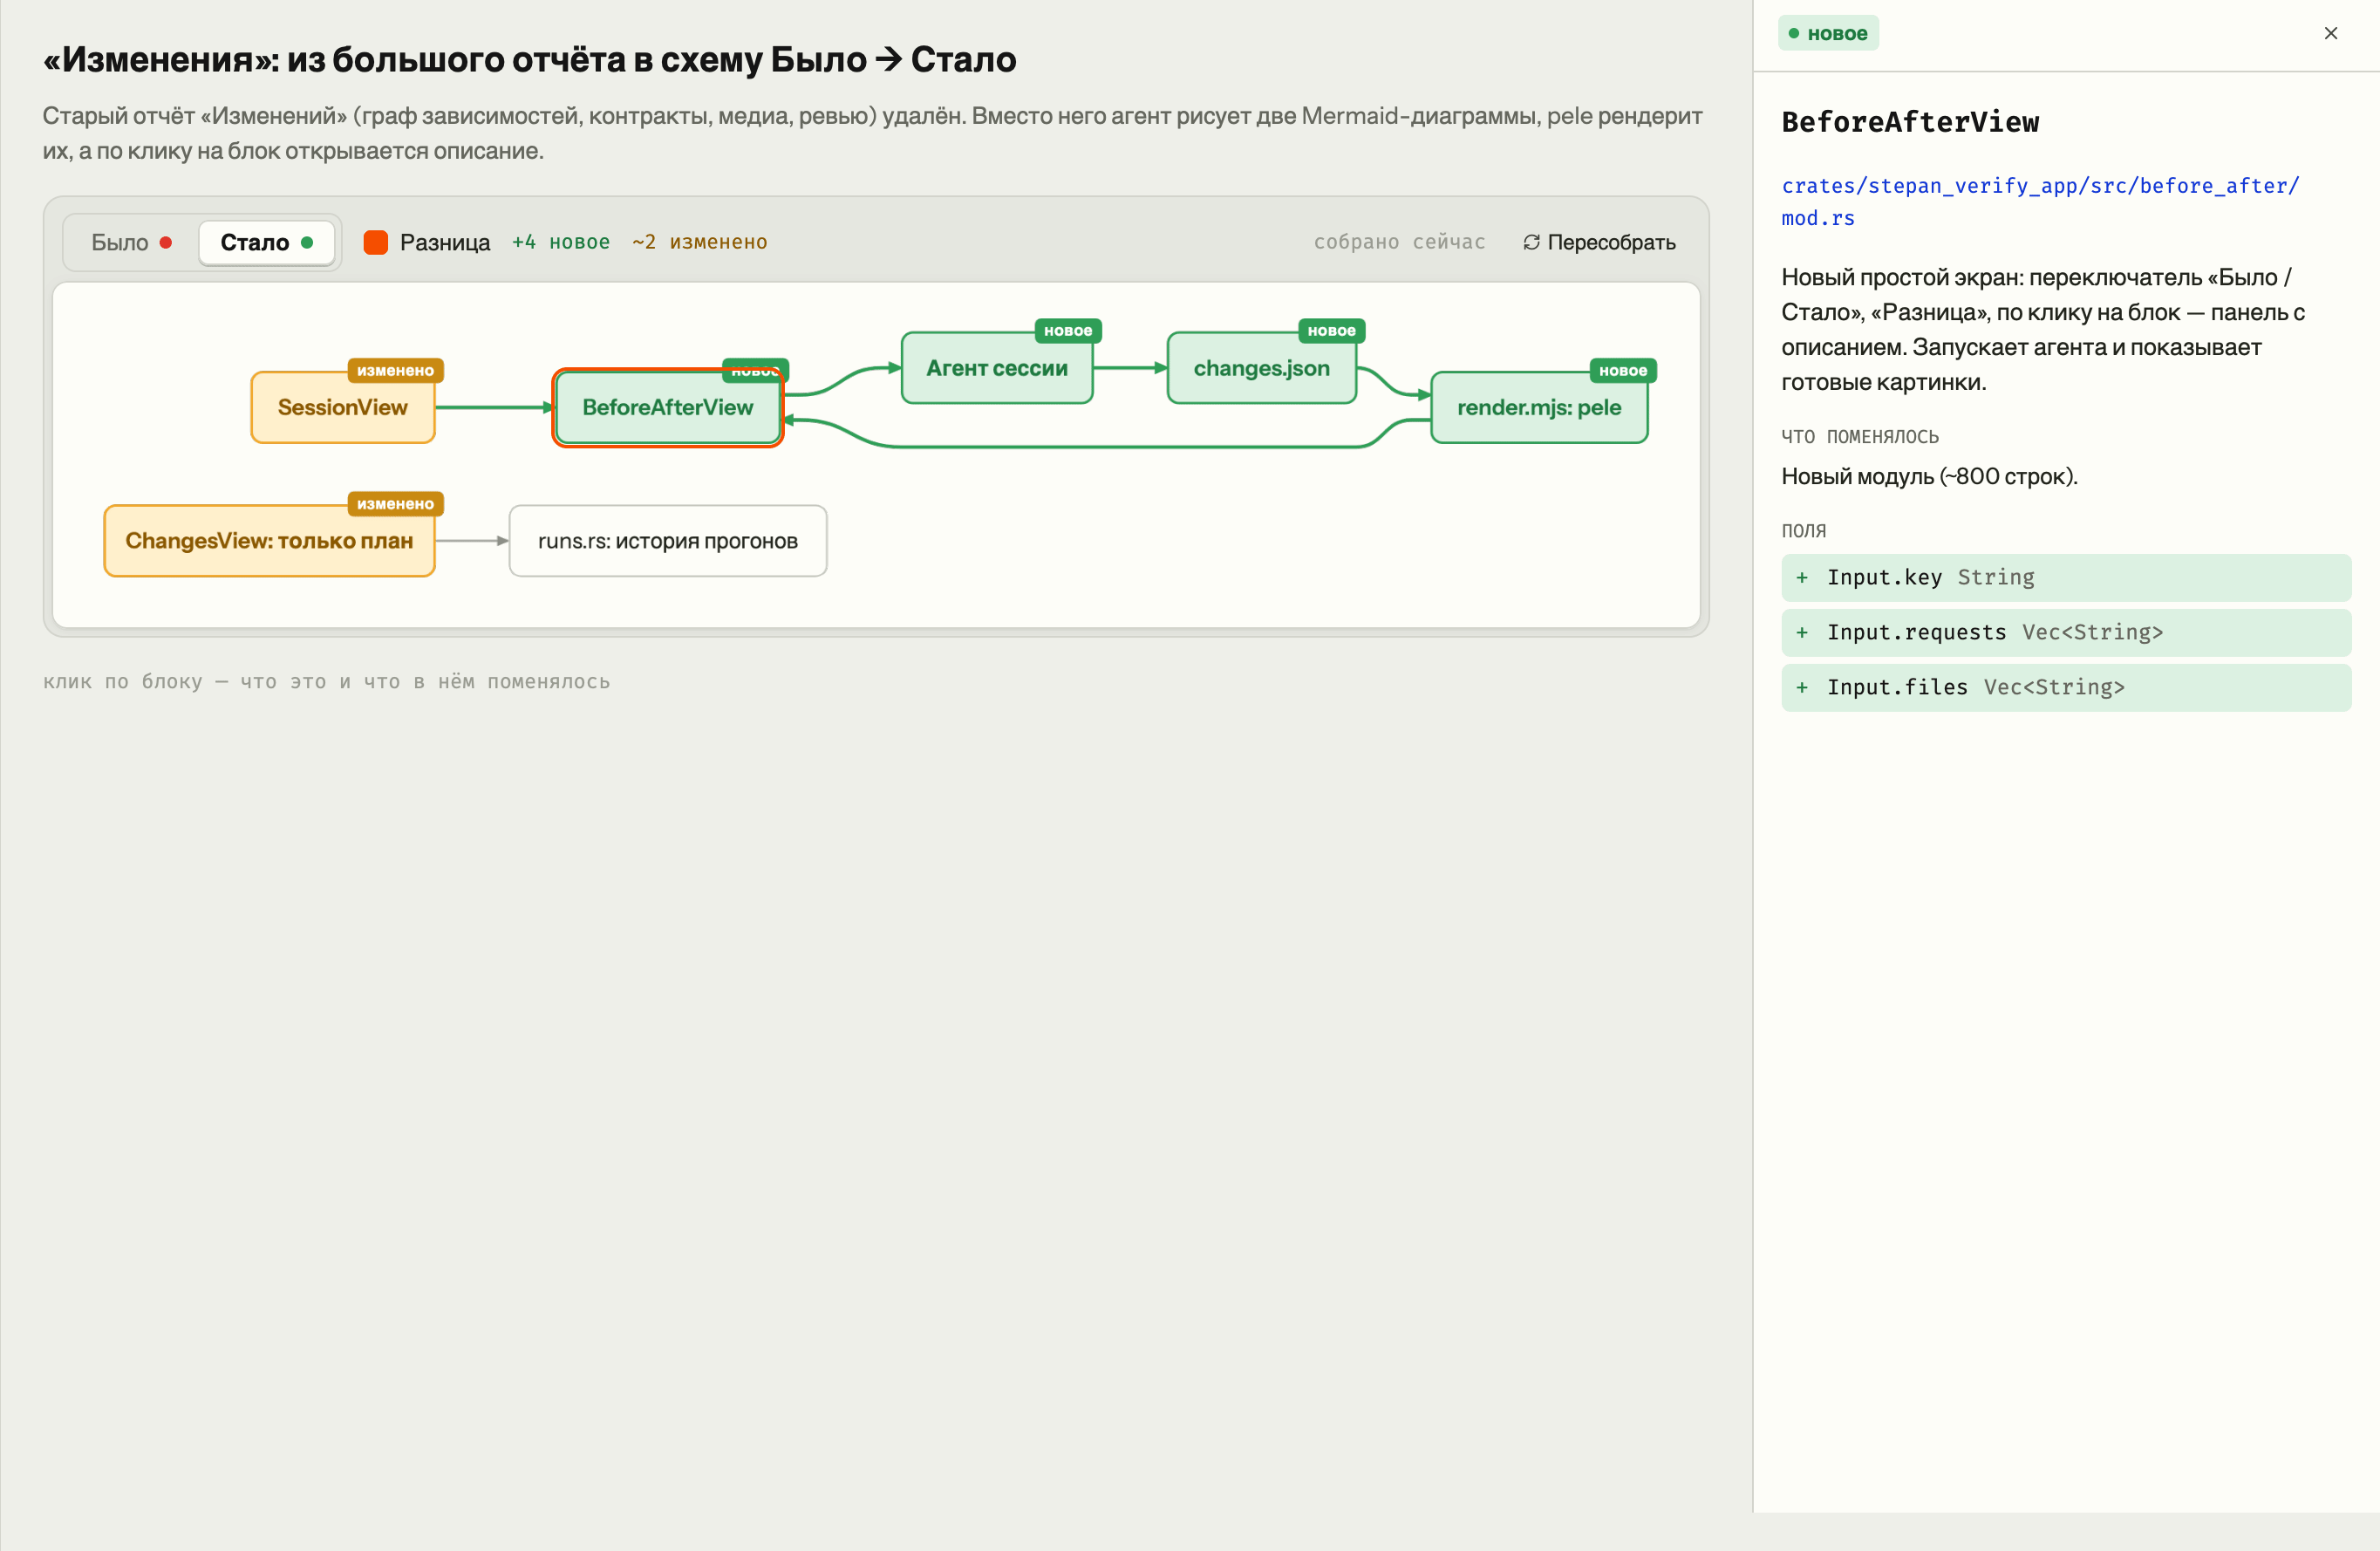 «Изменения»: из большого отчёта в схему Было → Стало
Старый отчёт «Изменений» (граф зависимостей, контракты, медиа, ревью) удалён. Вместо него агент рисует две Mermaid-диаграммы, pele рендерит
их, а по клику на блок открывается описание.
Было
Стало
Разница
+4 новое
~2 изменено
собрано сейчас
Пересобрать
изменено
SessionView
новое
BeforeAfterView
новое
Агент сессии
новое
changes.json
новое
render.mjs: pele
изменено
ChangesView: только план
runs.rs: история прогонов
клик по блоку — что это и что в нём поменялось
новое
×
BeforeAfterView
crates/stepan_verify_app/src/before_after/
mod.rs
Новый простой экран: переключатель «Было /
Стало», «Разница», по клику на блок — панель с
описанием. Запускает агента и показывает
готовые картинки.
ЧТО ПОМЕНЯЛОСЬ
Новый модуль (~800 строк).
ПОЛЯ
+ Input.key String
+ Input.requests Vec<String>
+ Input.files Vec<String>